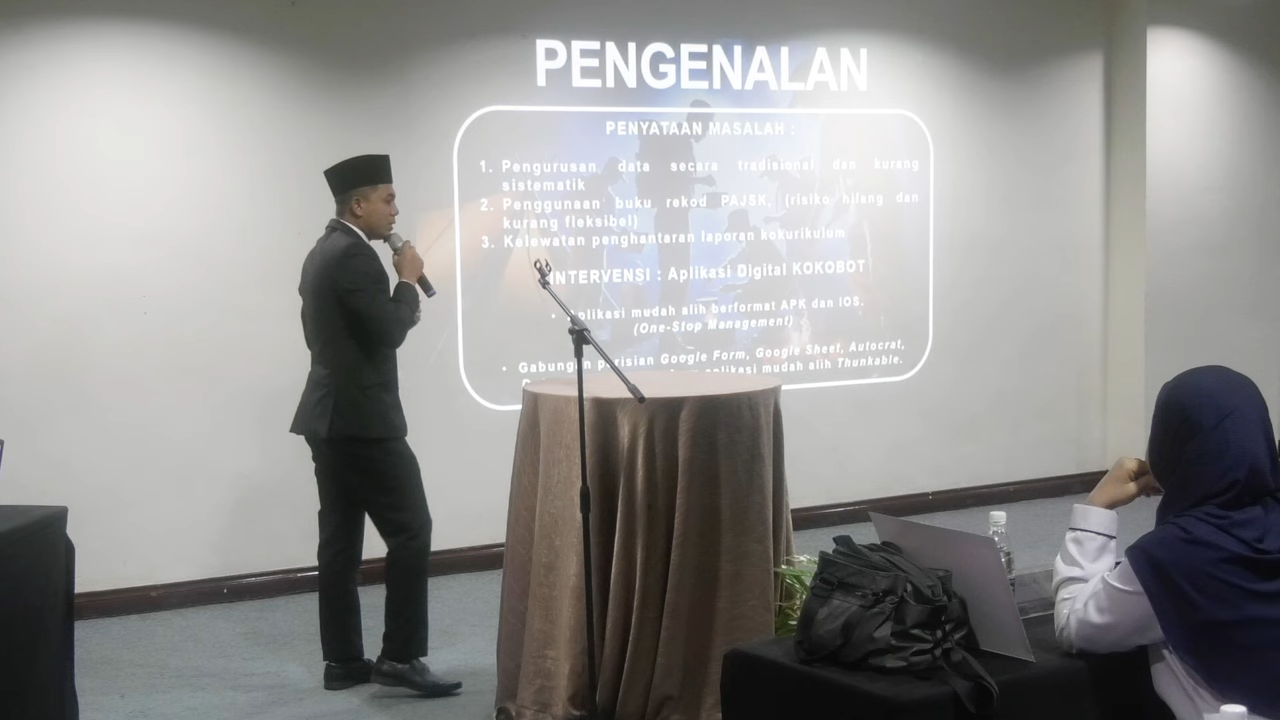 PENGENALAN
PENYATAAN MASALAH :
1. Pengurusan data secara tradisional dan kurang
sistematik
2. Penggunaan buku rekod PAJSK, (risiko hilang dan
kurang fleksibel)
3. Kelewatan penghantaran laporan kokurikulum
INTERVENSI : Aplikasi Digital KOKOBOT
• Aplikasi mudah alih berformat APK dan IOS.
(One-Stop Management)
• Gabungan perisian Google Form, Google Sheet, Autocrat,
aplikasi mudah alih Thunkable.